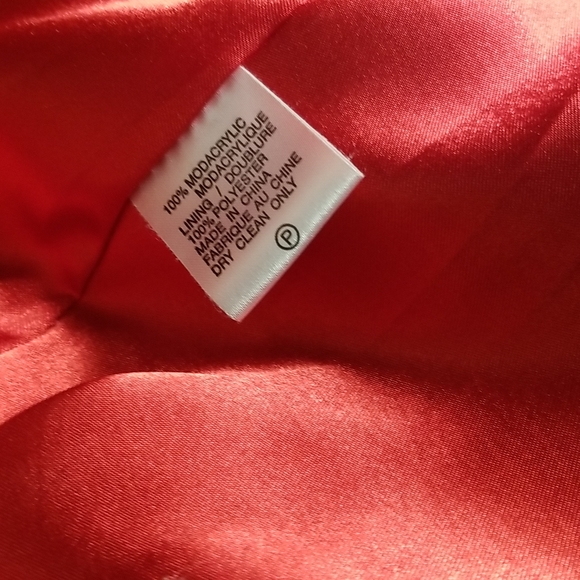 100% MODACRYLIC
MODACRYLIQUE
LINING / DOUBLURE
100% POLYESTER
MADE IN CHINA
FABRIQUE AU CHINE
DRY CLEAN ONLY
P